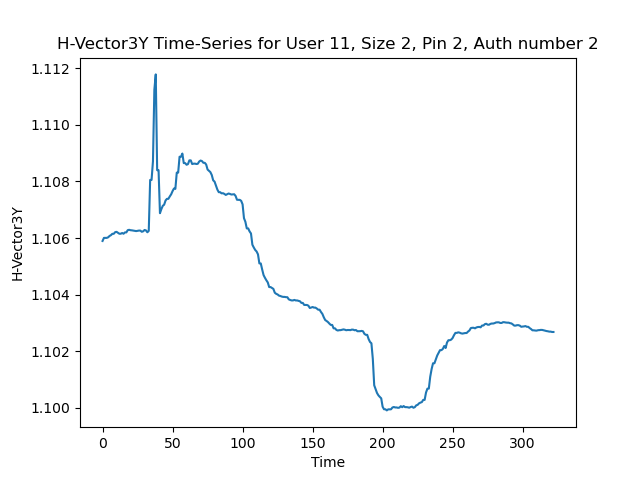 H-Vector3Y Time-Series for User 11, Size 2, Pin 2, Auth number 2
1.112
1.110
1.108
1.106
1.104
1.102
1.100
H-Vector3Y
0 50 100 150 200 250 300
Time